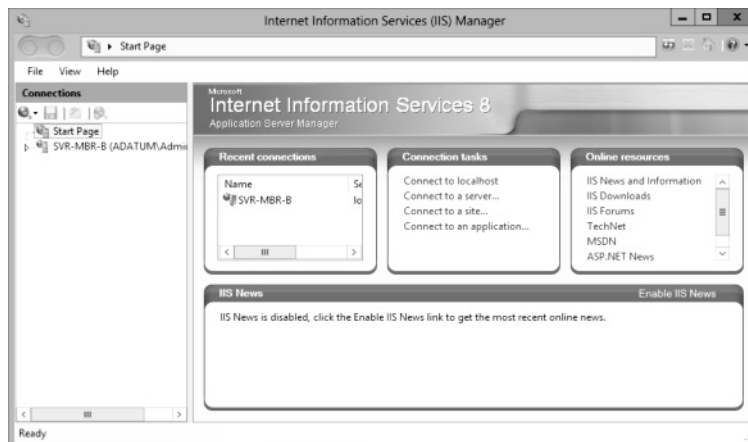 Internet Information Services (IIS) Manager
Start Page
File View Help
Connections
Start Page
SVR-MBR-B (ADATUM\Admi
Microsoft
Internet Information Services 8
Application Server Manager
Recent connections
Name Se
SVR-MBR-B lo
Connection tasks
Connect to localhost
Connect to a server...
Connect to a site...
Connect to an application...
Online resources
IIS News and Information
IIS Downloads
IIS Forums
TechNet
MSDN
ASP.NET News
IIS News Enable IIS News
IIS News is disabled, click the Enable IIS News link to get the most recent online news.
Ready